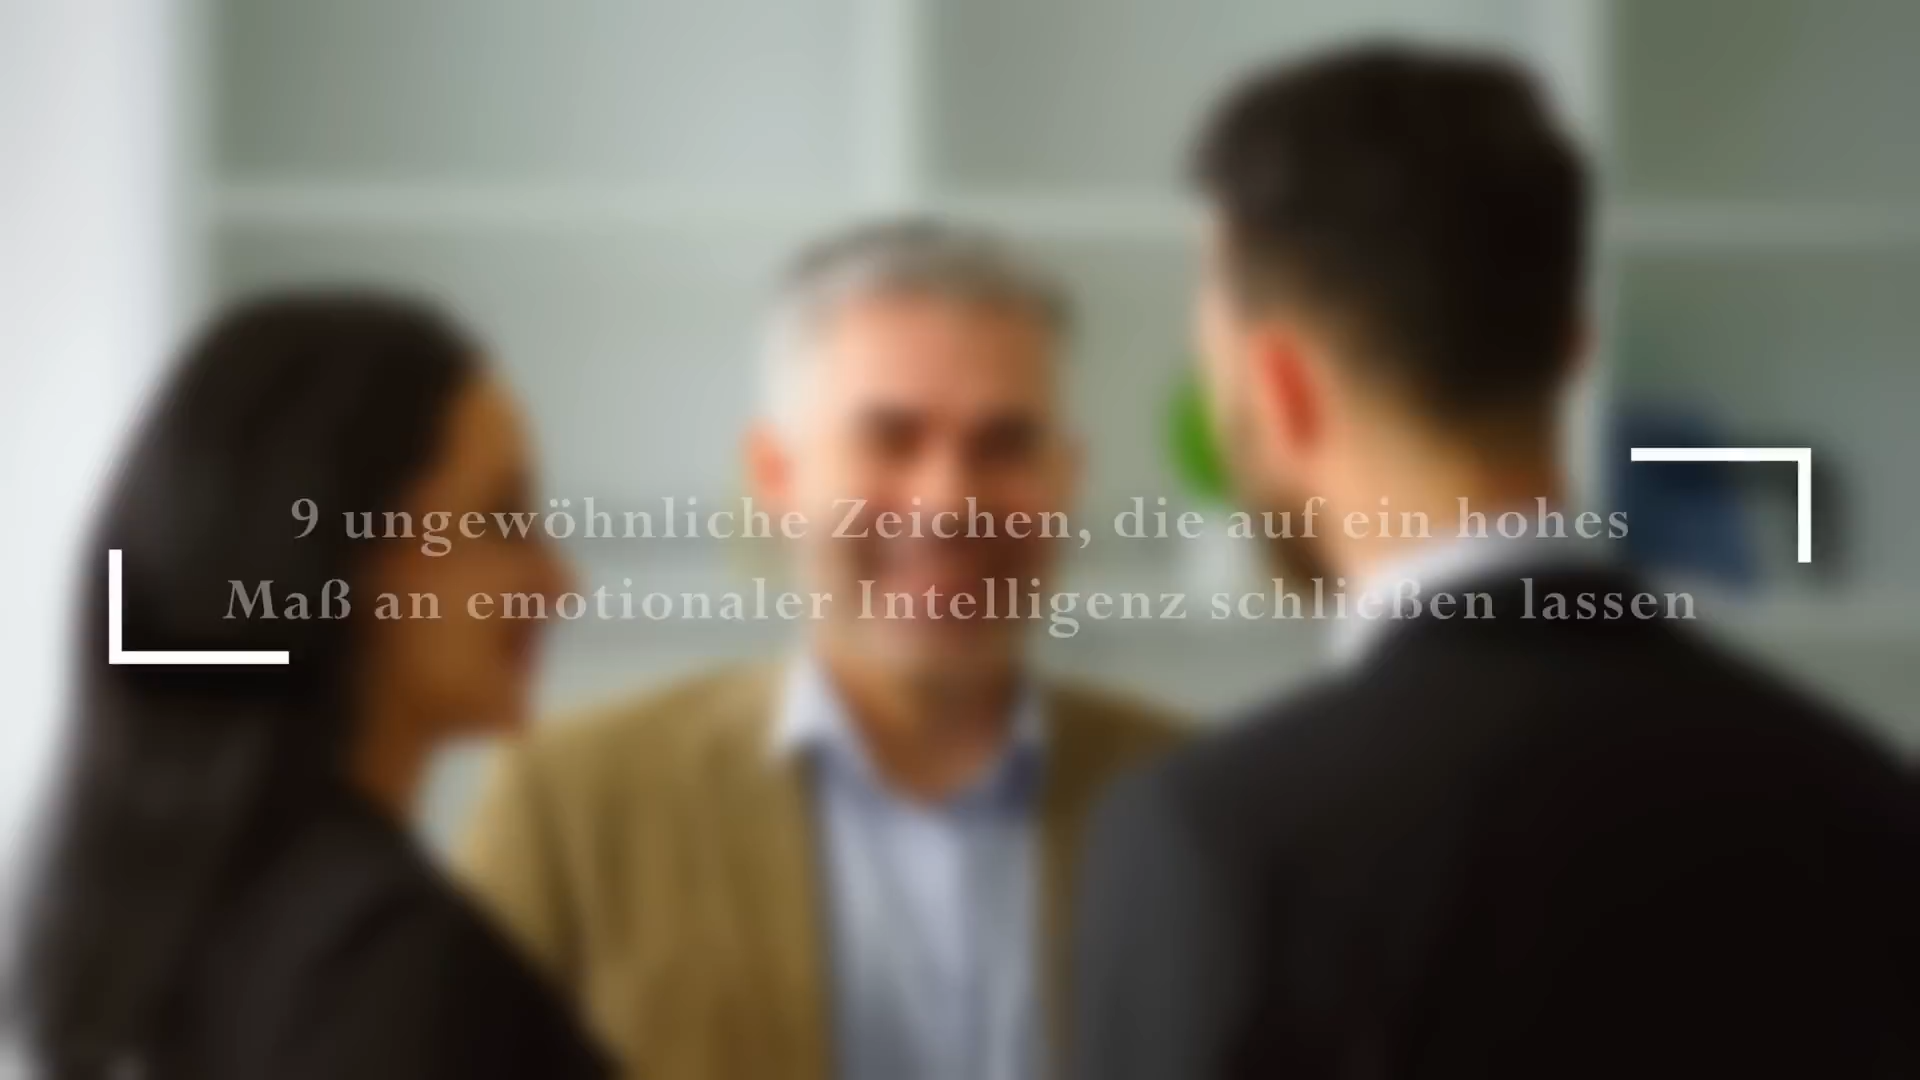 9 ungewöhnliche Zeichen, die auf ein hohes
Maß an emotionaler Intelligenz schließen lassen